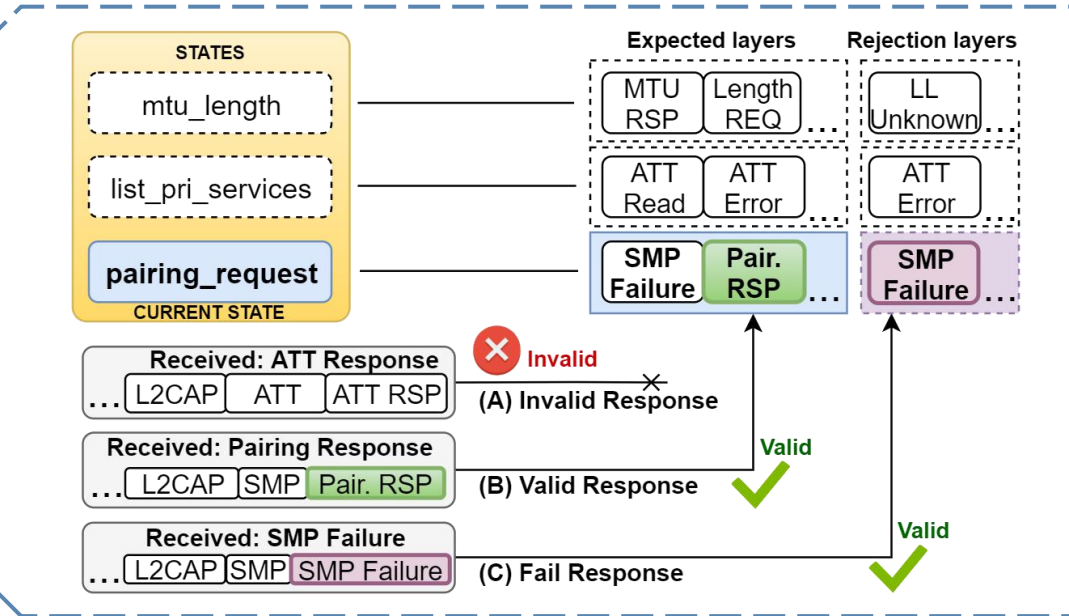 STATES
Expected layers
Rejection layers
mtu_length
MTU
RSP
Length
REQ
...
LL
Unknown
...
list_pri_services
ATT
Read
ATT
Error
...
ATT
Error
...
pairing_request
SMP
Failure
Pair.
RSP
...
SMP
Failure
...
CURRENT STATE
Received: ATT Response
... L2CAP ATT ATT RSP
Invalid
(A) Invalid Response
Received: Pairing Response
... L2CAP SMP Pair. RSP
Valid
(B) Valid Response
Received: SMP Failure
... L2CAP SMP SMP Failure
Valid
(C) Fail Response